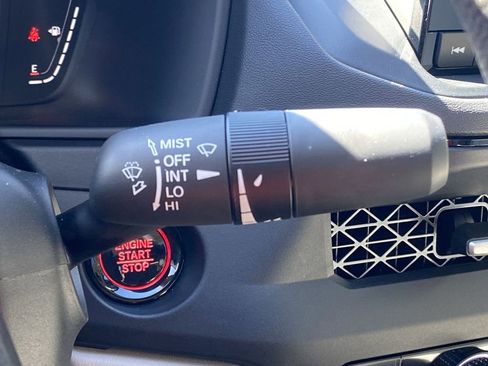 E
MIST
OFF
INT
LO
HI
ENGINE
START
STOP